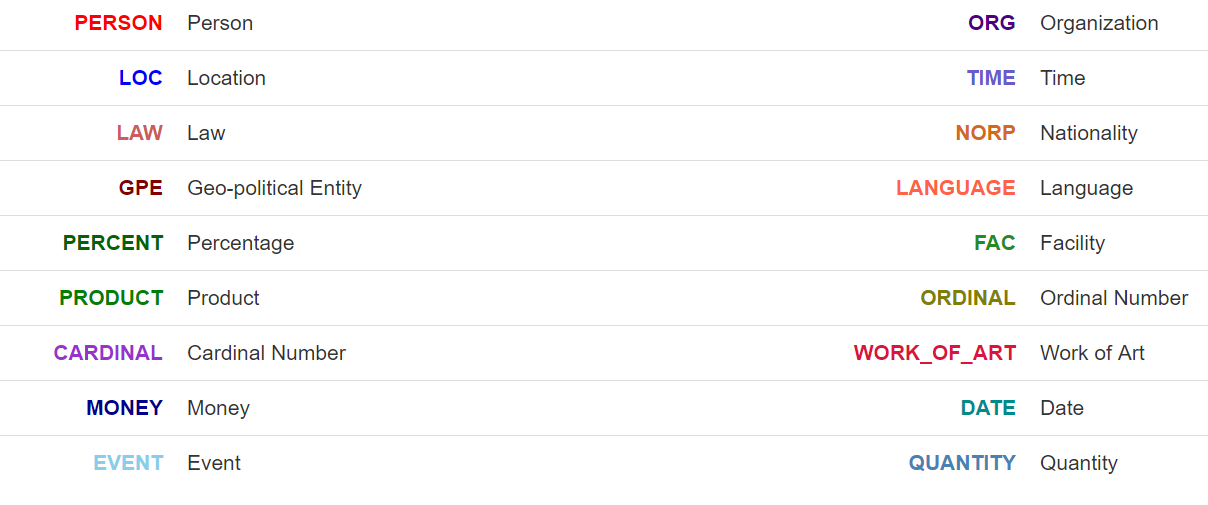 PERSON Person ORG Organization
LOC Location TIME Time
LAW Law NORP Nationality
GPE Geo-political Entity LANGUAGE Language
PERCENT Percentage FAC Facility
PRODUCT Product ORDINAL Ordinal Number
CARDINAL Cardinal Number WORK_OF_ART Work of Art
MONEY Money DATE Date
EVENT Event QUANTITY Quantity